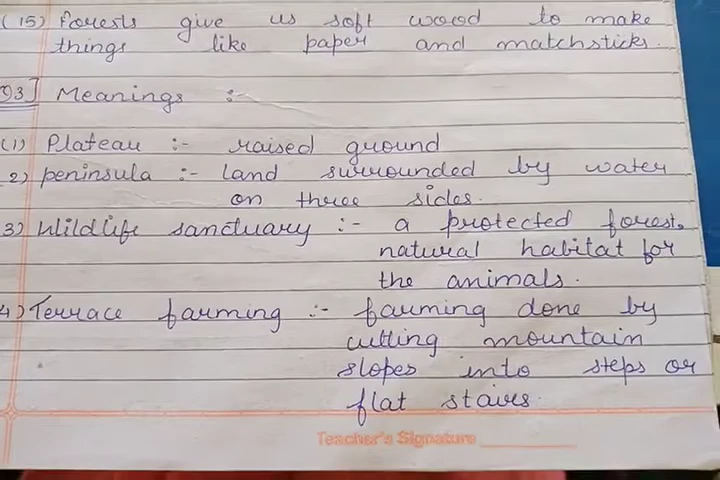 (15) Forests give us soft wood to make
things like paper and matchsticks.
Q3] Meanings :-
(1) Plateau :- raised ground
2) peninsula :- land surrounded by water
on three sides.
3) Wildlife sanctuary :- a protected forest.
natural habitat for
the animals.
4) Terrace farming :- farming done by
cutting mountain
slopes into steps or
flat stairs.
Teacher's Signature